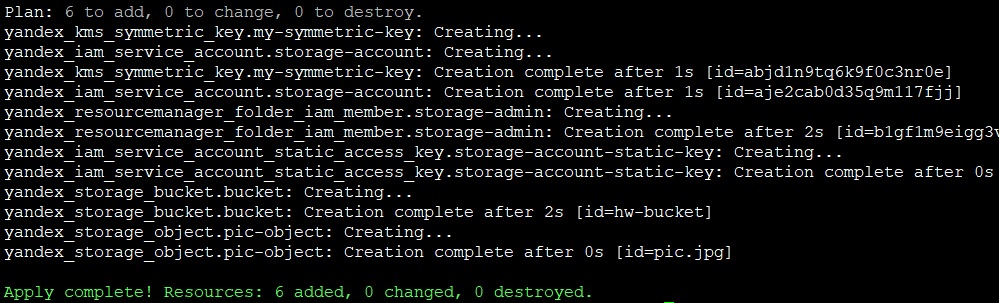 Plan: 6 to add, 0 to change, 0 to destroy.
yandex_kms_symmetric_key.my-symmetric-key: Creating...
yandex_iam_service_account.storage-account: Creating...
yandex_kms_symmetric_key.my-symmetric-key: Creation complete after 1s [id=abjd1n9tq6k9f0c3nr0e]
yandex_iam_service_account.storage-account: Creation complete after 1s [id=aje2cab0d35q9m117fjj]
yandex_resourcemanager_folder_iam_member.storage-admin: Creating...
yandex_resourcemanager_folder_iam_member.storage-admin: Creation complete after 2s [id=b1gf1m9eigg3v
yandex_iam_service_account_static_access_key.storage-account-static-key: Creating...
yandex_iam_service_account_static_access_key.storage-account-static-key: Creation complete after 0s
yandex_storage_bucket.bucket: Creating...
yandex_storage_bucket.bucket: Creation complete after 2s [id=hw-bucket]
yandex_storage_object.pic-object: Creating...
yandex_storage_object.pic-object: Creation complete after 0s [id=pic.jpg]
Apply complete! Resources: 6 added, 0 changed, 0 destroyed.